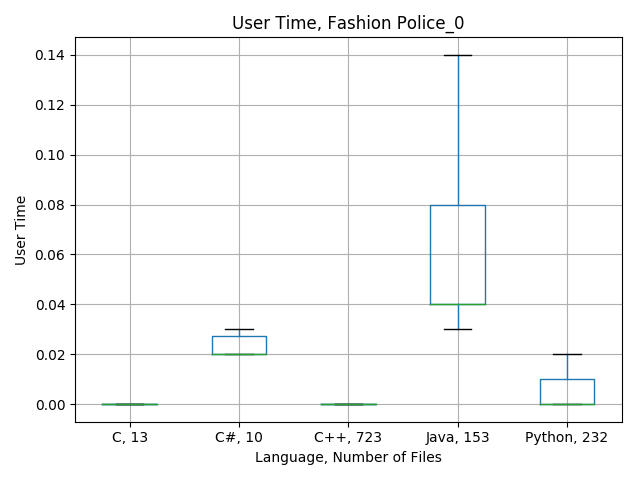 User Time, Fashion Police_0
0.14
0.12
0.10
0.08
0.06
0.04
0.02
0.00
User Time
C, 13
C#, 10
C++, 723
Java, 153
Python, 232
Language, Number of Files